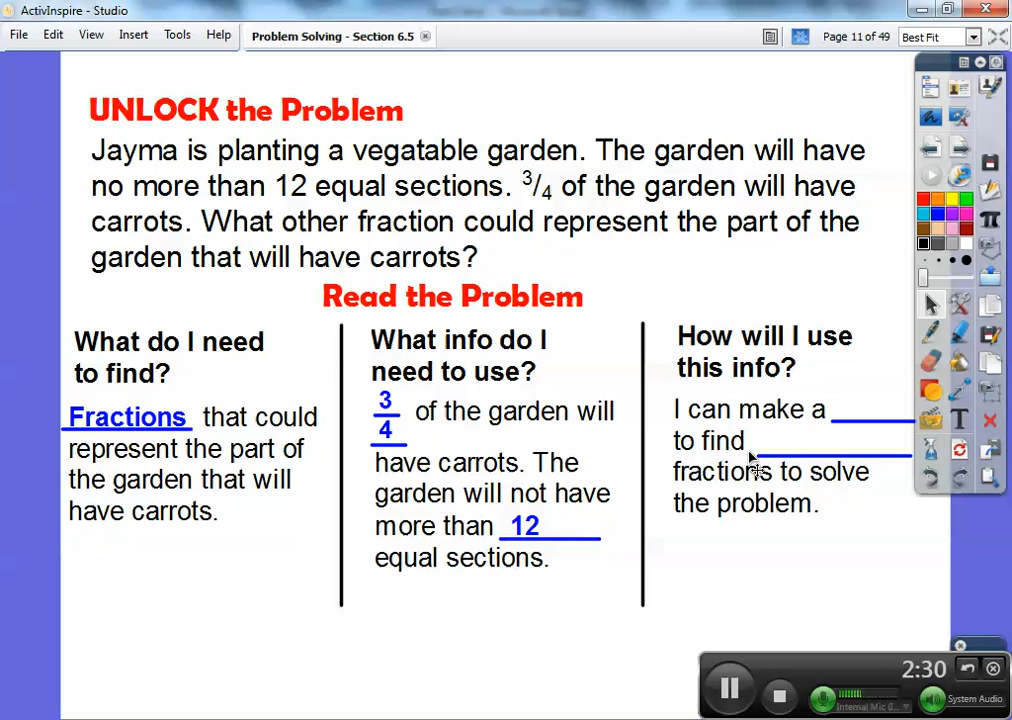 ActivInspire - Studio
File Edit View Insert Tools Help
Problem Solving - Section 6.5
Page 11 of 49
Best Fit
UNLOCK the Problem
Jayma is planting a vegatable garden. The garden will have
no more than 12 equal sections. 3/4 of the garden will have
carrots. What other fraction could represent the part of the
garden that will have carrots?
Read the Problem
What do I need
to find?
Fractions that could
represent the part of
the garden that will
have carrots.
What info do I
need to use?
3
4
of the garden will
have carrots. The
garden will not have
more than 12
equal sections.
How will I use
this info?
I can make a
to find
fractions to solve
the problem.
2:30
Internal Mic (I...
System Audio